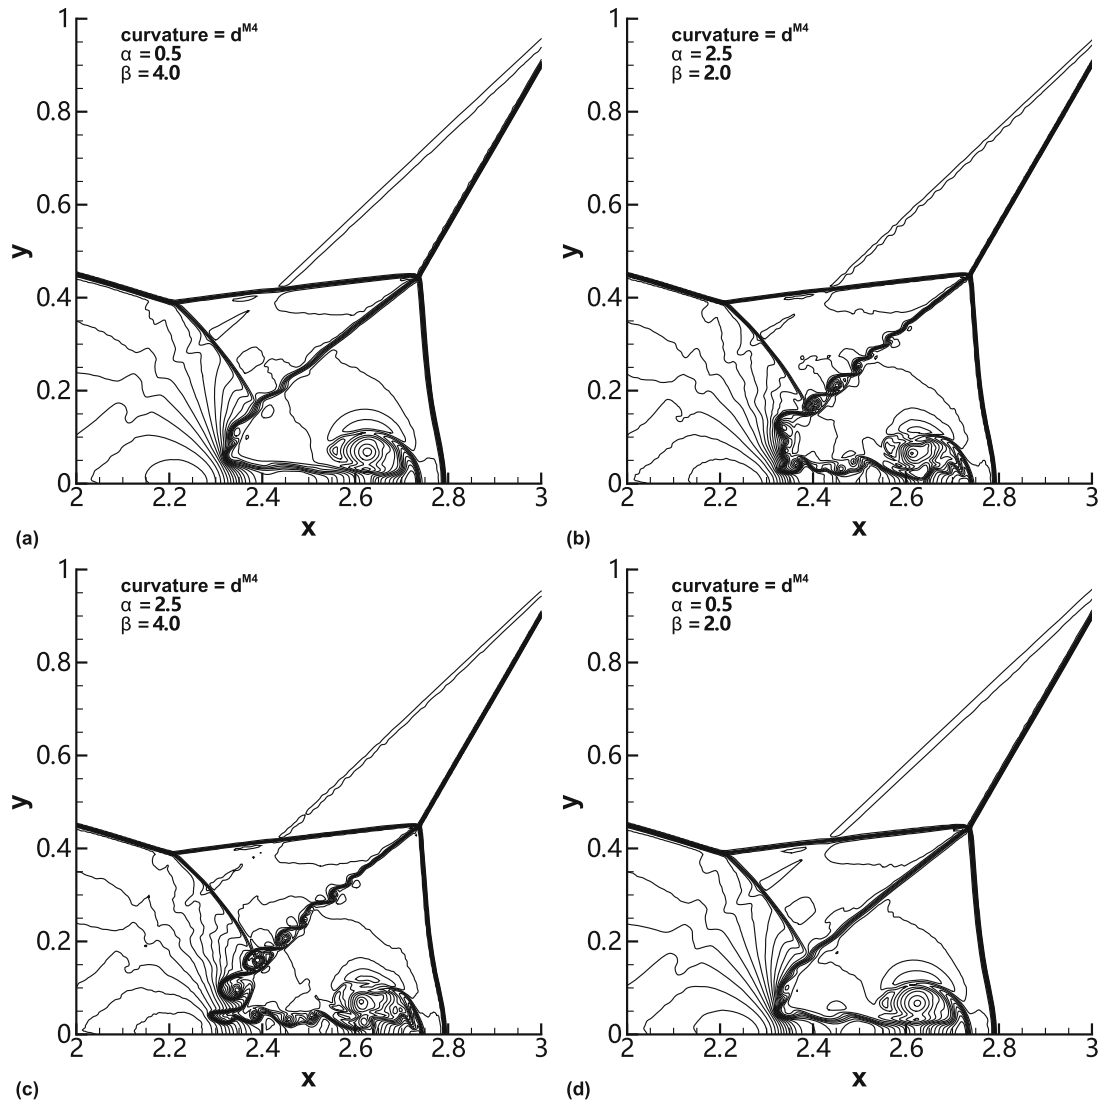 1
curvature = d^M4
α = 0.5
β = 4.0
0.8
0.6
y
0.4
0.2
0
2
2.2
2.4
2.6
2.8
3
x
(a)
1
curvature = d^M4
α = 2.5
β = 2.0
0.8
0.6
y
0.4
0.2
0
2
2.2
2.4
2.6
2.8
3
x
(b)
1
curvature = d^M4
α = 2.5
β = 4.0
0.8
0.6
y
0.4
0.2
0
2
2.2
2.4
2.6
2.8
3
x
(c)
1
curvature = d^M4
α = 0.5
β = 2.0
0.8
0.6
y
0.4
0.2
0
2
2.2
2.4
2.6
2.8
3
x
(d)